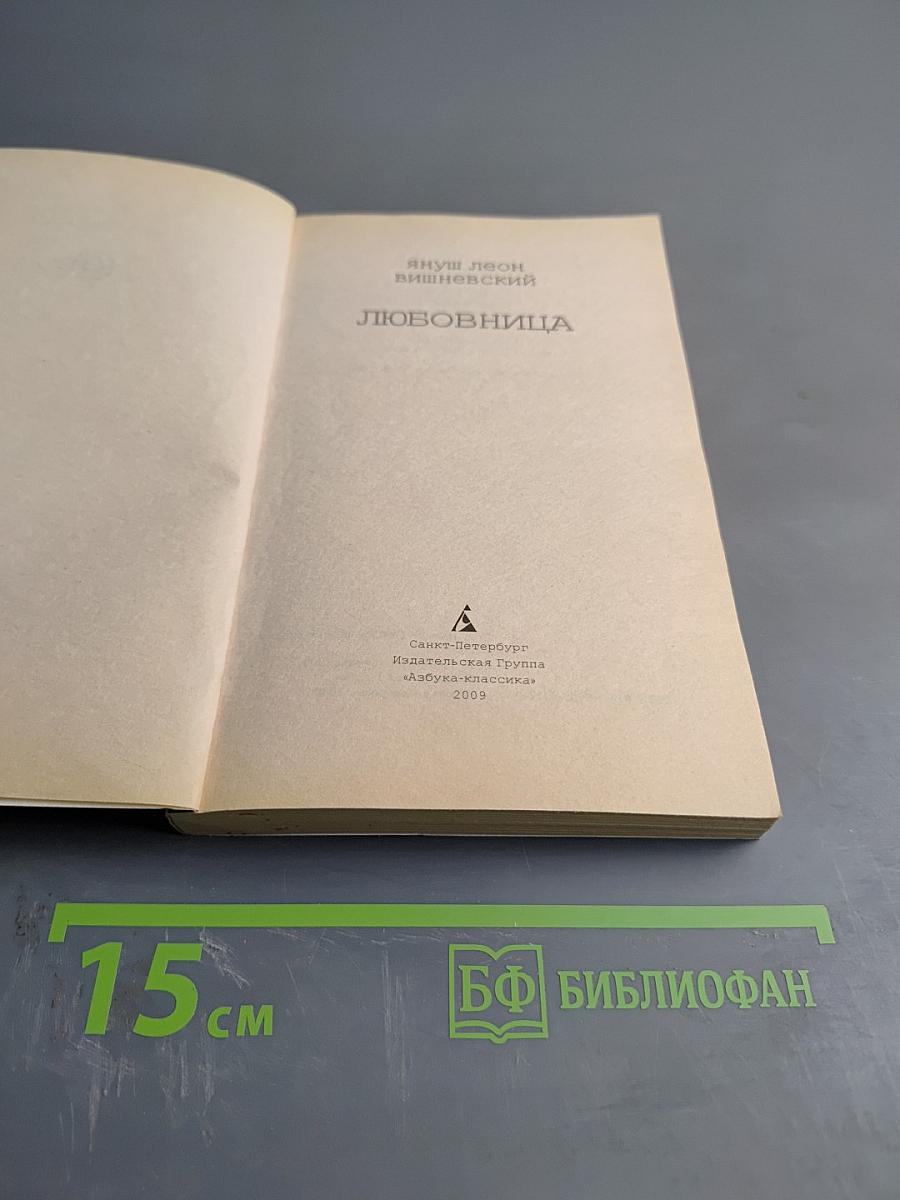 Януш Леон
Вишневский
ЛЮБОВНИЦА
Санкт-Петербург
Издательская Группа
«Азбука-классика»
2009
15 см
БФ БИБЛИОФАН